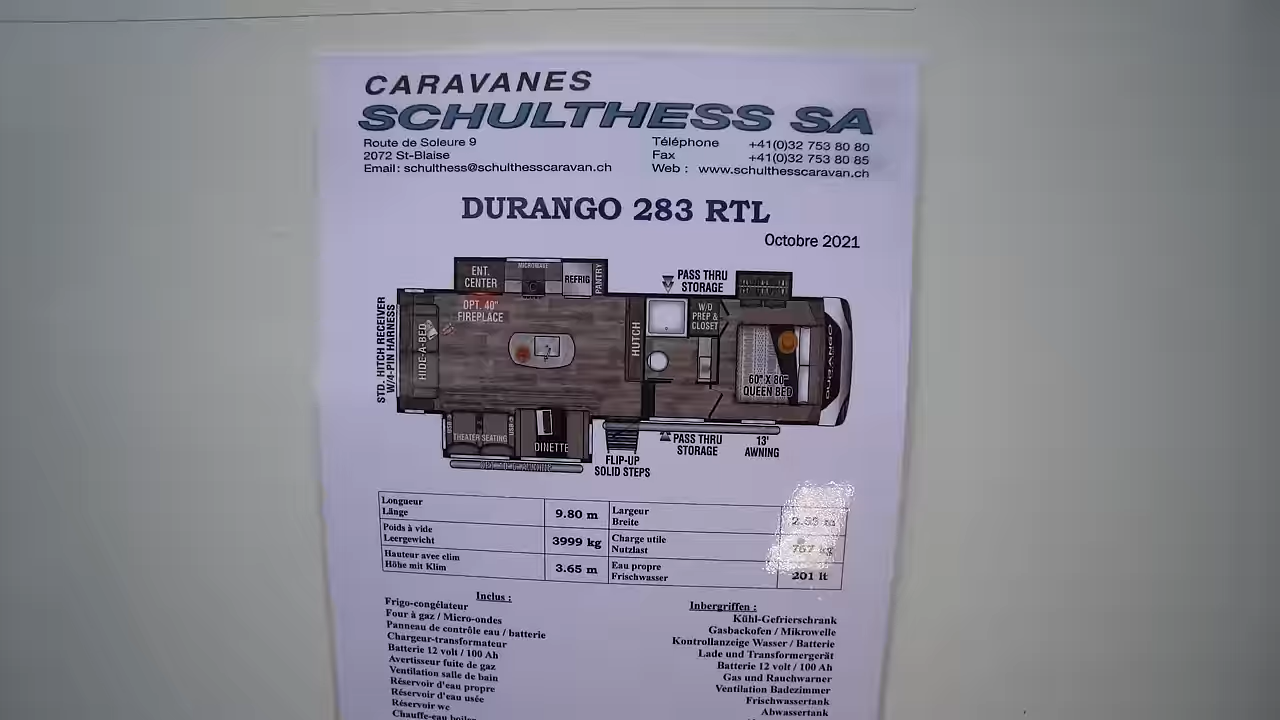 CARAVANES
SCHULTHESS SA
Route de Soleure 9
2072 St-Blaise
Email: schulthess@schulthesscaravan.ch
Téléphone +41(0)32 753 80 80
Fax +41(0)32 753 80 85
Web : www.schulthesscaravan.ch
DURANGO 283 RTL
Octobre 2021
ENT.
CENTER
MICROWAVE
REFRIG
PANTRY
PASS THRU
STORAGE
STD. HITCH RECEIVER
W/4-PIN HARNESS
HIDE-A-BED
OPT. 40"
FIREPLACE
HUTCH
W/D
PREP &
CLOSET
60" X 80"
QUEEN BED
DURANGO
USB
THEATER SEATING
USB
DINETTE
FLIP-UP
SOLID STEPS
PASS THRU
STORAGE
13'
AWNING
Longueur
Länge
9.80 m
Largeur
Breite
Poids à vide
Leergewicht
3999 kg
Charge utile
Nutzlast
767 kg
Hauteur avec clim
Höhe mit Klim
3.65 m
Eau propre
Frischwasser
201 lt
Inclus :
Frigo-congélateur
Four à gaz / Micro-ondes
Panneau de contrôle eau / batterie
Chargeur-transformateur
Batterie 12 volt / 100 Ah
Avertisseur fuite de gaz
Ventilation salle de bain
Réservoir d'eau propre
Réservoir d'eau usée
Réservoir wc
Chauffe-eau
Inbergriffen :
Kühl-Gefrierschrank
Gasbackofen / Mikrowelle
Kontrollanzeige Wasser / Batterie
Lade und Transformergerät
Batterie 12 volt / 100 Ah
Gas und Rauchwarner
Ventilation Badezimmer
Frischwassertank
Abwassertank